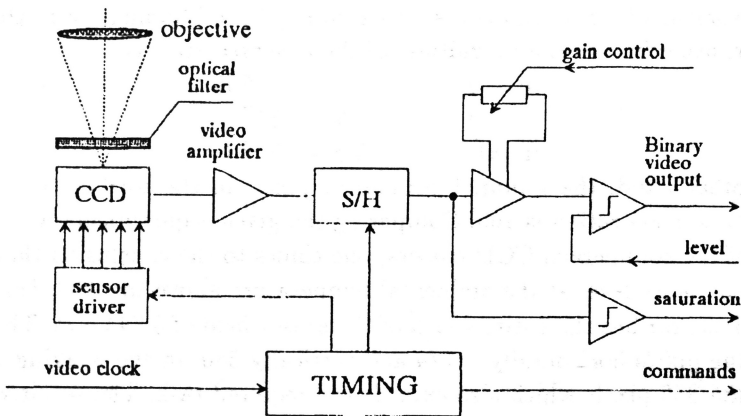 objective
gain control
optical
filter
video
amplifier
Binary
video
output
CCD
S/H
level
sensor
driver
saturation
video clock
TIMING
commands